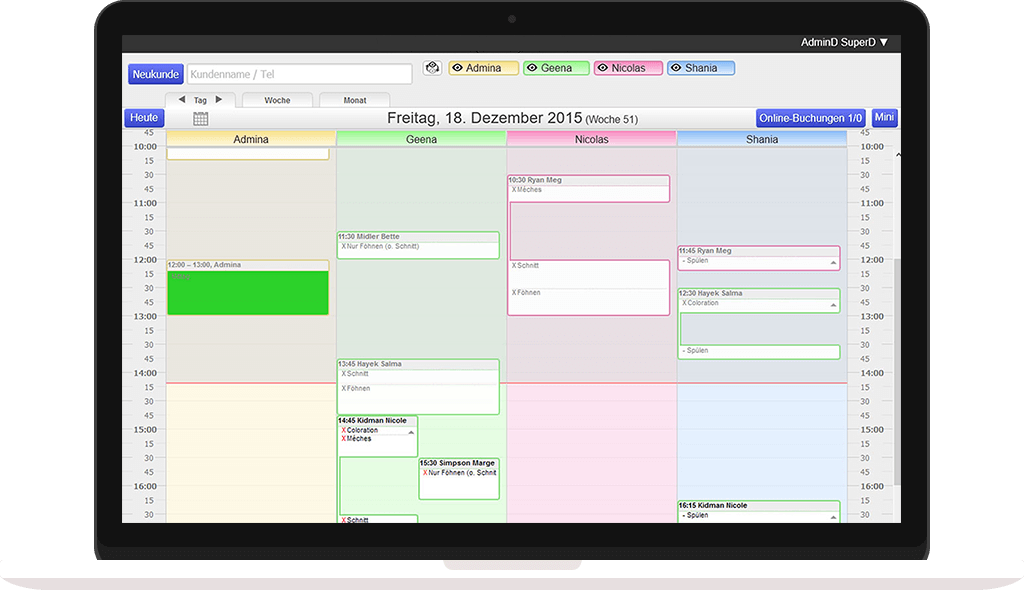 AdminD SuperD ▼
Neukunde Kundenname / Tel Admina Geena Nicolas Shania
◀ Tag ▶ Woche Monat
Heute Freitag, 18. Dezember 2015 (Woche 51) Online-Buchungen 1/0 Mini
Admina Geena Nicolas Shania
45 45
10:00 10:00
15 15
30 10:30 Ryan Meg 30
45 X Mèches 45
11:00 11:00
15 15
30 11:30 Midler Bette 30
45 X Nur Föhnen (o. Schnitt) 11:45 Ryan Meg 45
- Spülen
12:00 12:00 – 13:00, Admina X Schnitt 12:00
15 15
30 X Föhnen 12:30 Hayek Salma 30
45 X Coloration 45
13:00 13:00
15 15
30 30
45 13:45 Hayek Salma - Spülen 45
14:00 X Schnitt 14:00
15 X Föhnen 15
30 30
45 14:45 Kidman Nicole 45
15:00 X Coloration 15:00
15 X Mèches 15
30 15:30 Simpson Marge 30
45 X Nur Föhnen (o. Schnit 45
16:00 16:00
15 16:15 Kidman Nicole 15
30 X Schnitt - Spülen 30